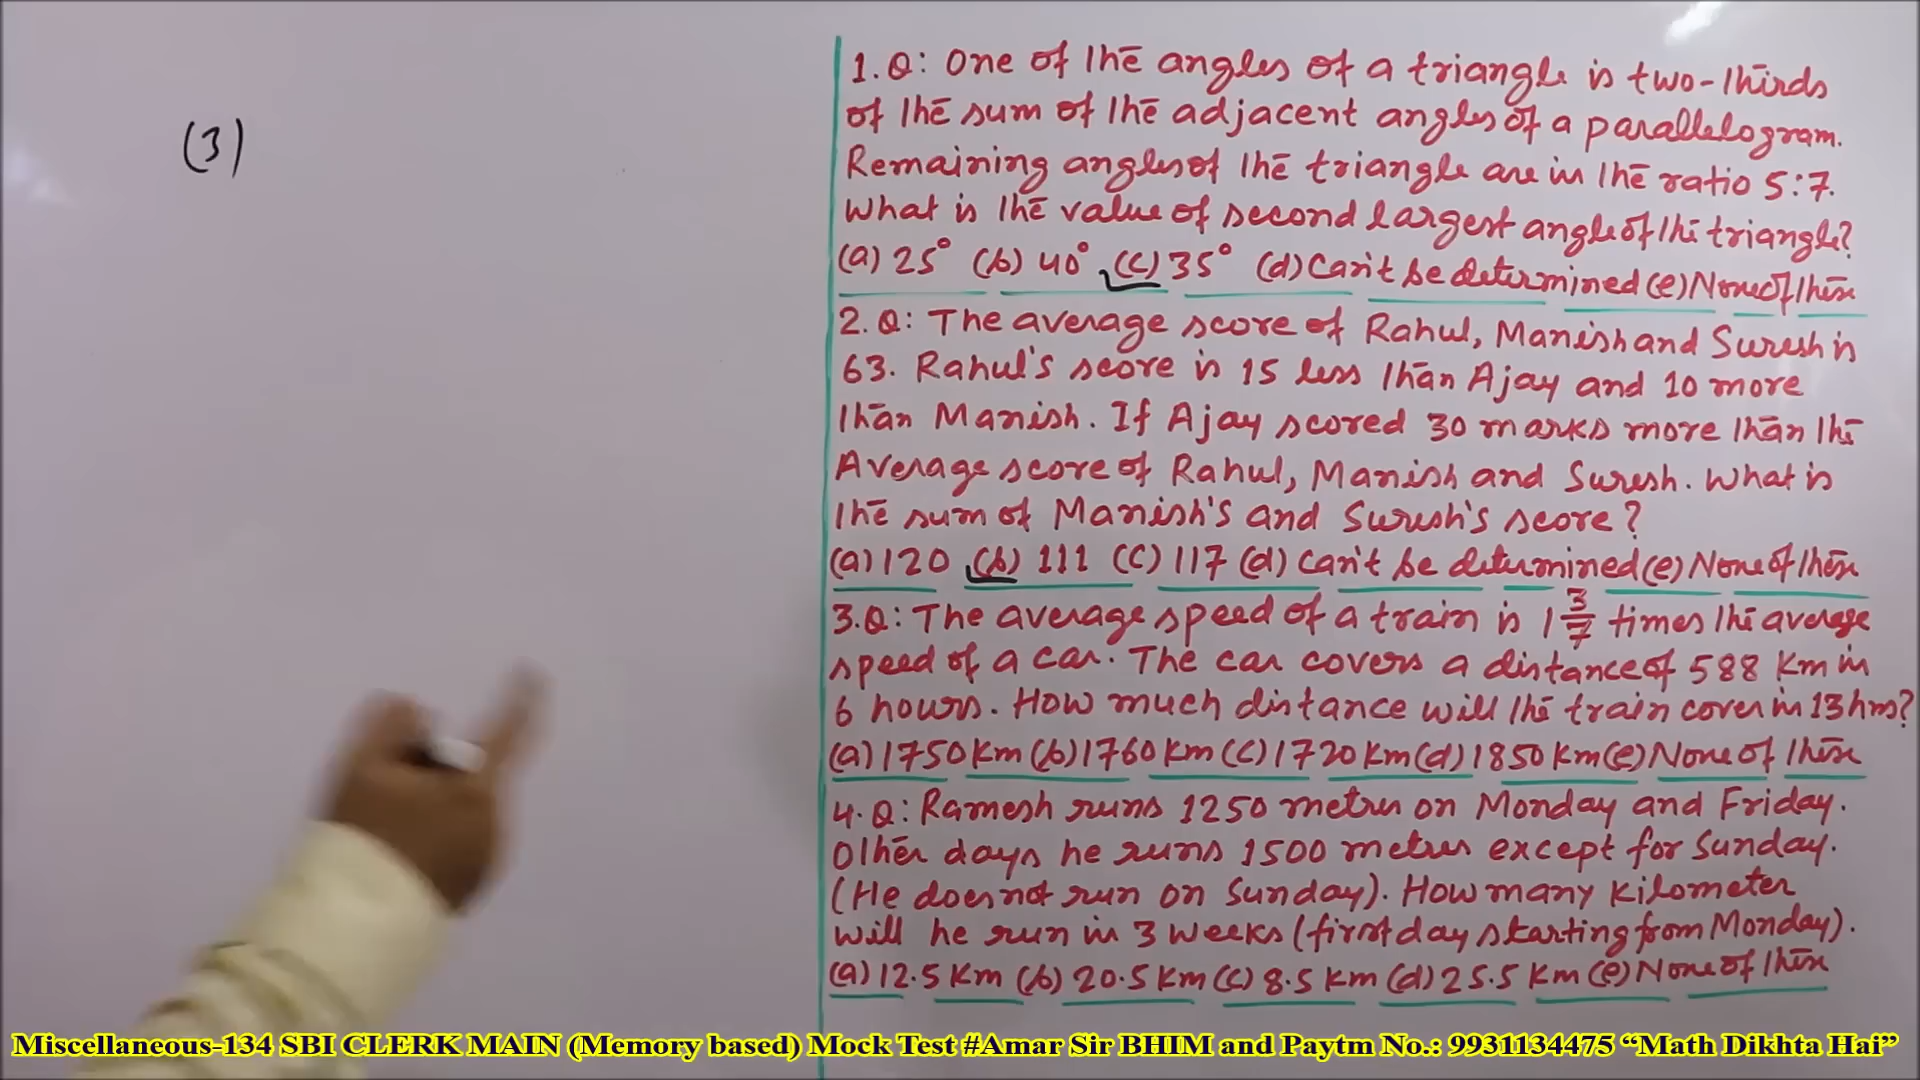 (3)
1.Q: One of the angles of a triangle is two-thirds
of the sum of the adjacent angles of a parallelogram.
Remaining angles of the triangle are in the ratio 5:7.
What is the value of second largest angle of the triangle?
(a) 25° (b) 40° (c) 35° (d) Can't be determined (e) None of these
2.Q: The average score of Rahul, Manish and Suresh is
63. Rahul's score is 15 less than Ajay and 10 more
than Manish. If Ajay scored 30 marks more than the
Average score of Rahul, Manish and Suresh. What is
the sum of Manish's and Suresh's score?
(a) 120 (b) 111 (c) 117 (d) can't be determined (e) None of these
3.Q: The average speed of a train is 1 3/7 times the average
speed of a car. The car covers a distance of 588 Km in
6 hours. How much distance will the train cover in 13 hrs?
(a) 1750 Km (b) 1760 Km (c) 1720 Km (d) 1850 Km (e) None of these
4.Q: Ramesh runs 1250 metres on Monday and Friday.
Other days he runs 1500 metres except for Sunday.
(He does not run on Sunday). How many kilometer
will he run in 3 weeks (first day starting from Monday).
(a) 12.5 Km (b) 20.5 Km (c) 8.5 Km (d) 25.5 Km (e) None of these
Miscellaneous-134 SBI CLERK MAIN (Memory based) Mock Test #Amar Sir BHIM and Paytm No.: 9931134475 “Math Dikhta Hai”